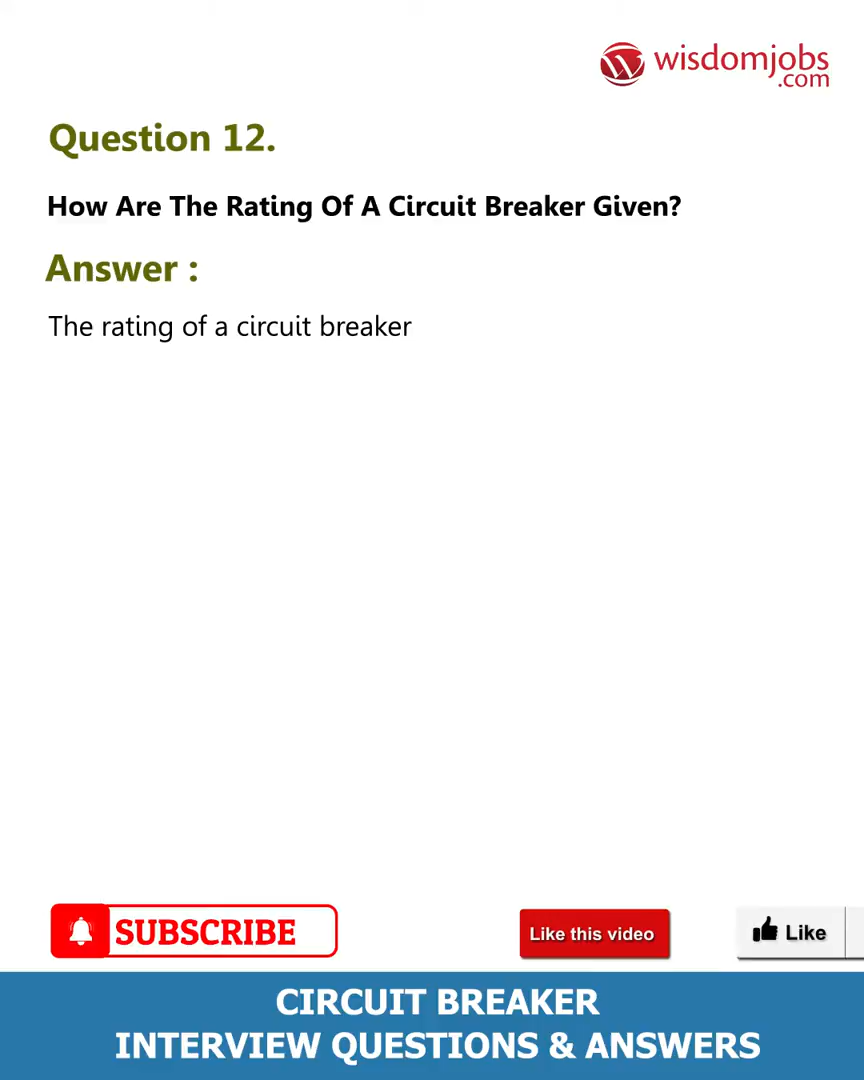 wisdomjobs
.com
Question 12.
How Are The Rating Of A Circuit Breaker Given?
Answer :
The rating of a circuit breaker
SUBSCRIBE
Like this video
Like
CIRCUIT BREAKER
INTERVIEW QUESTIONS & ANSWERS